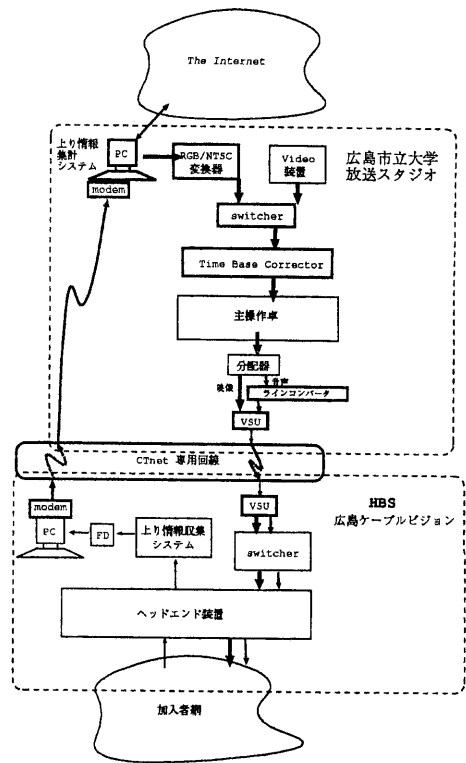 The Internet
上り情報
集計
システム
PC
modem
RGB/NTSC
変換器
Video
装置
広島市立大学
放送スタジオ
switcher
Time Base Corrector
主操作卓
分配器
映像
音声
ラインコンバータ
VSU
CTnet 専用回線
modem
PC
FD
上り情報収集
システム
VSU
HBS
広島ケーブルビジョン
switcher
ヘッドエンド装置
加入者網